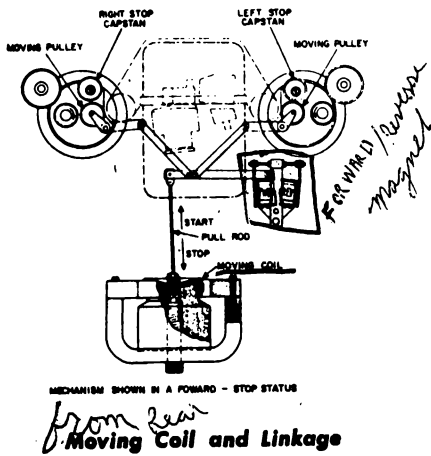 RIGHT STOP
CAPSTAN
LEFT STOP
CAPSTAN
MOVING PULLEY
MOVING PULLEY
FORWARD/Reverse
Magnet
START
PULL ROD
STOP
MOVING COIL
MECHANISM SHOWN IN A FOWARD - STOP STATUS
from Rear
Moving Coil and Linkage